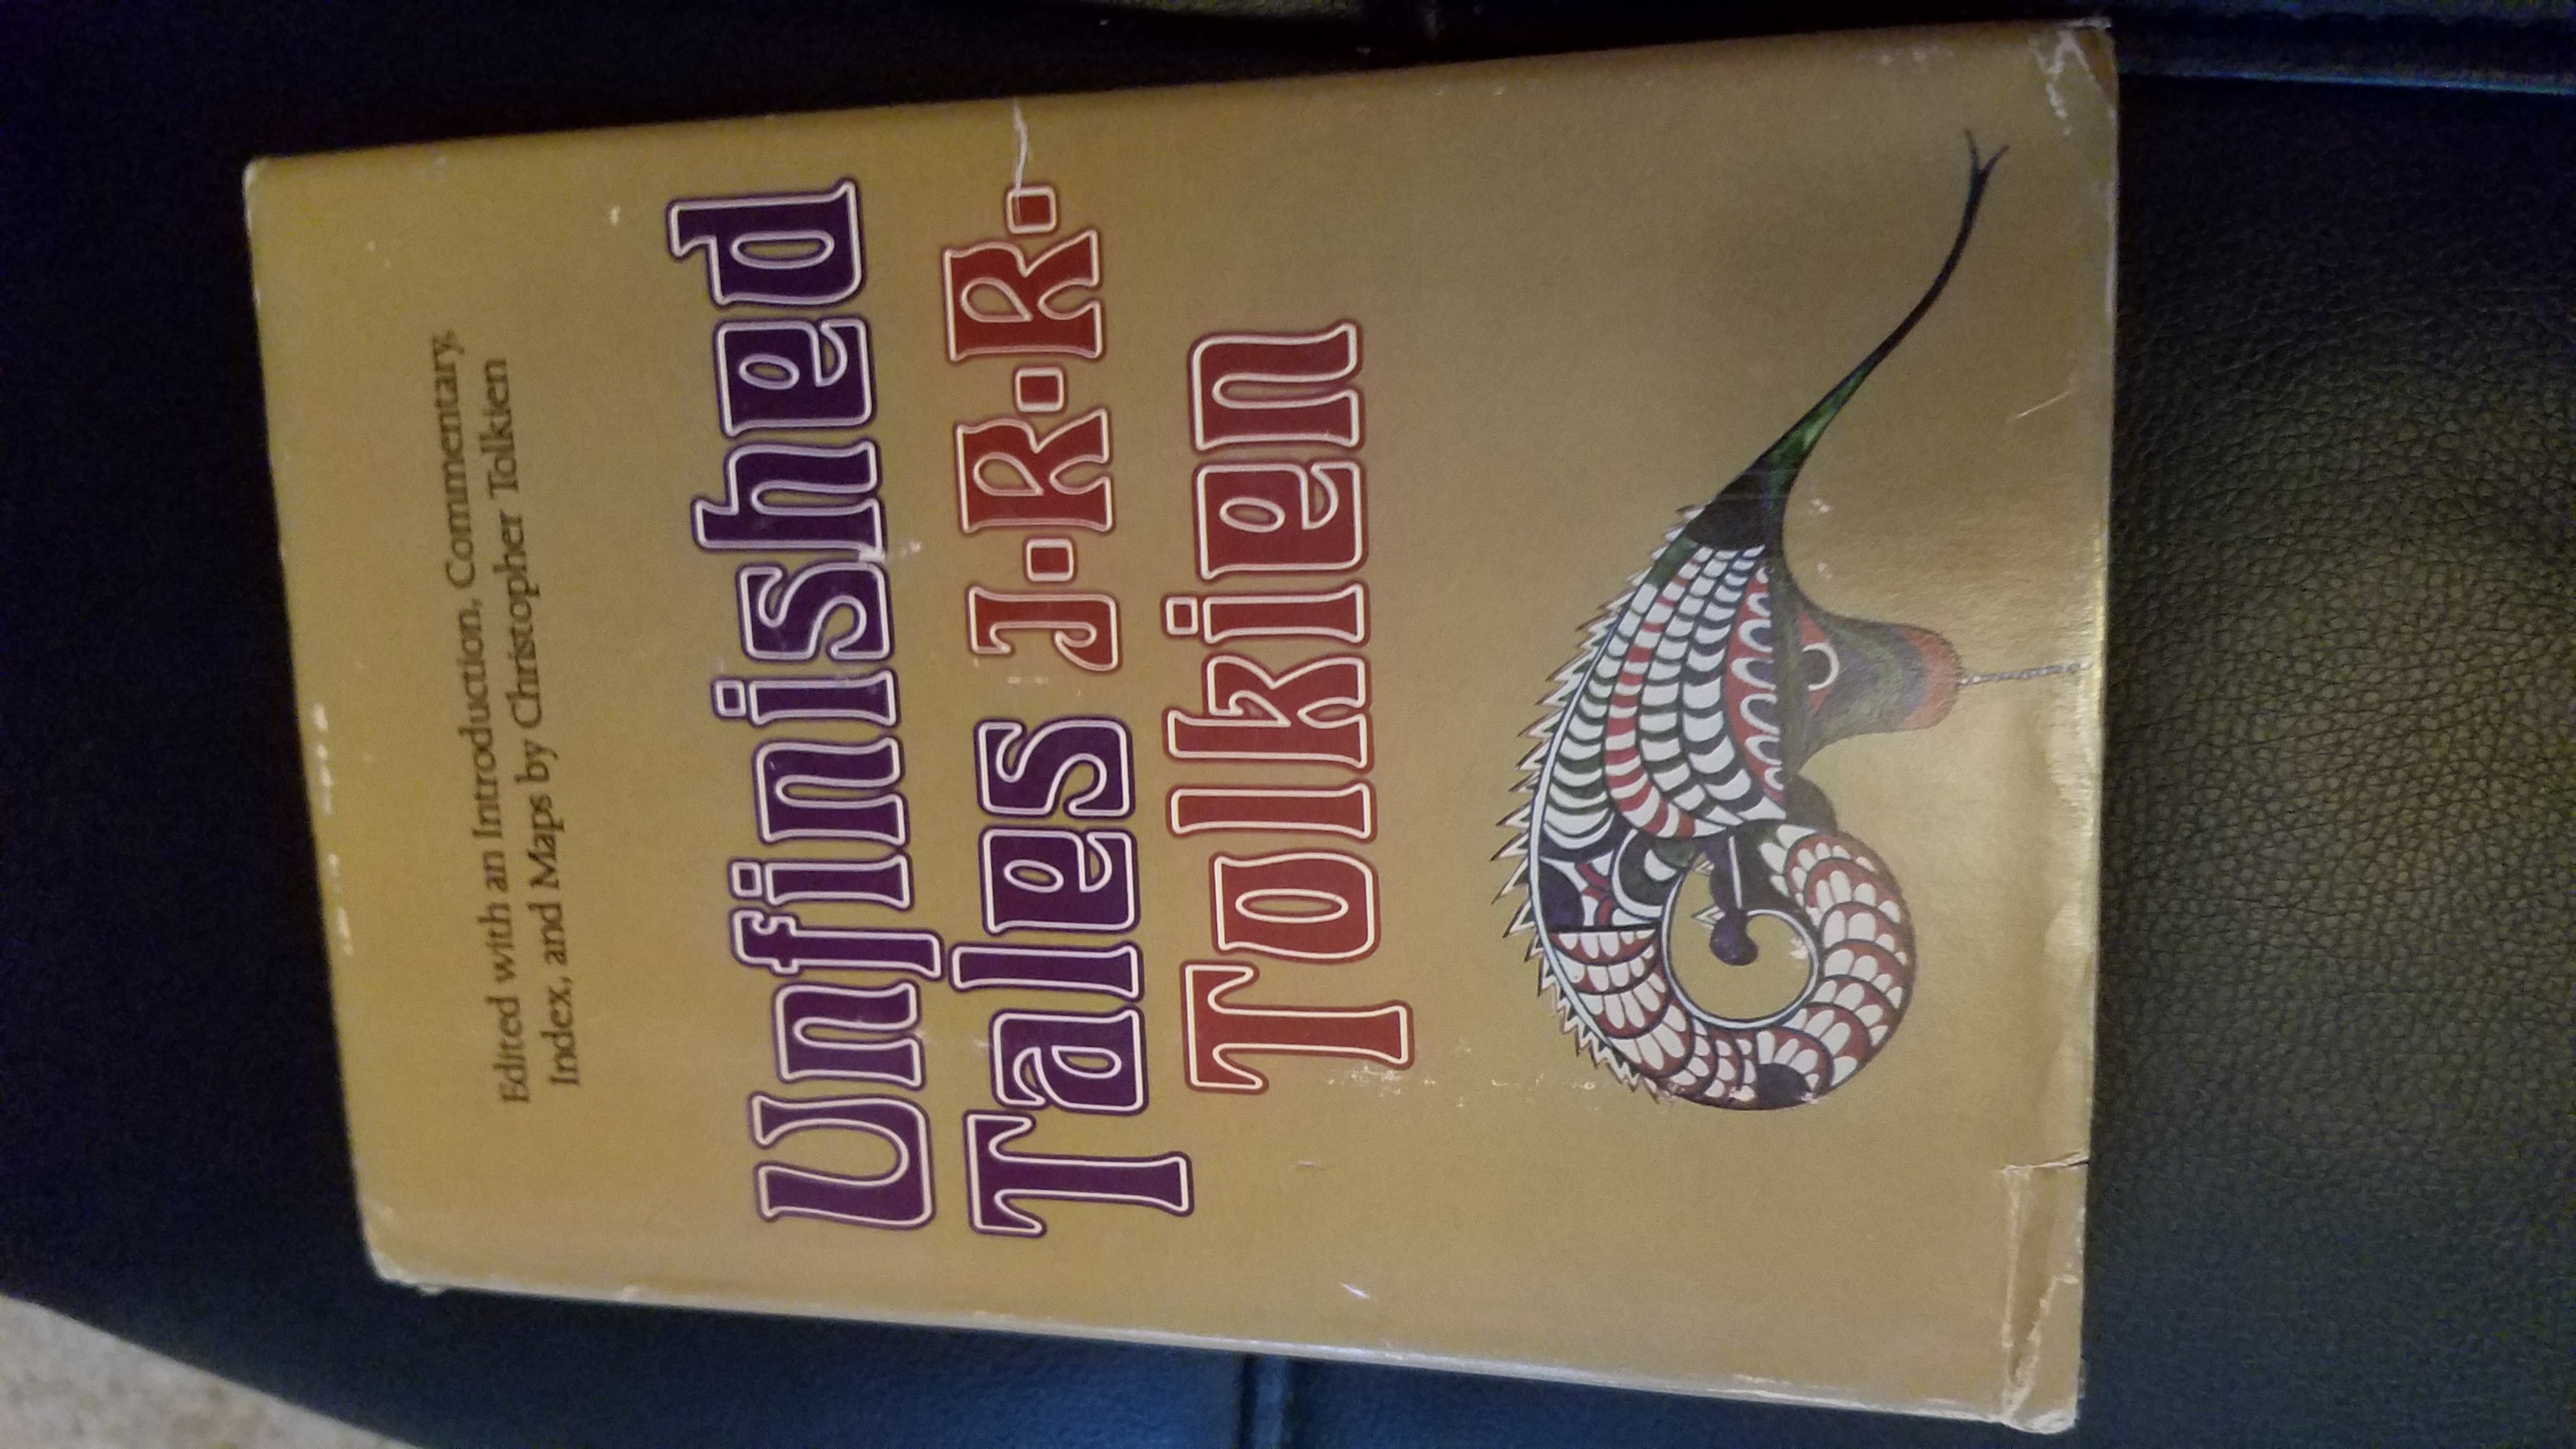 Edited with an Introduction, Commentary,
Index, and Maps by Christopher Tolkien
Unfinished
Tales J.R.R.
Tolkien